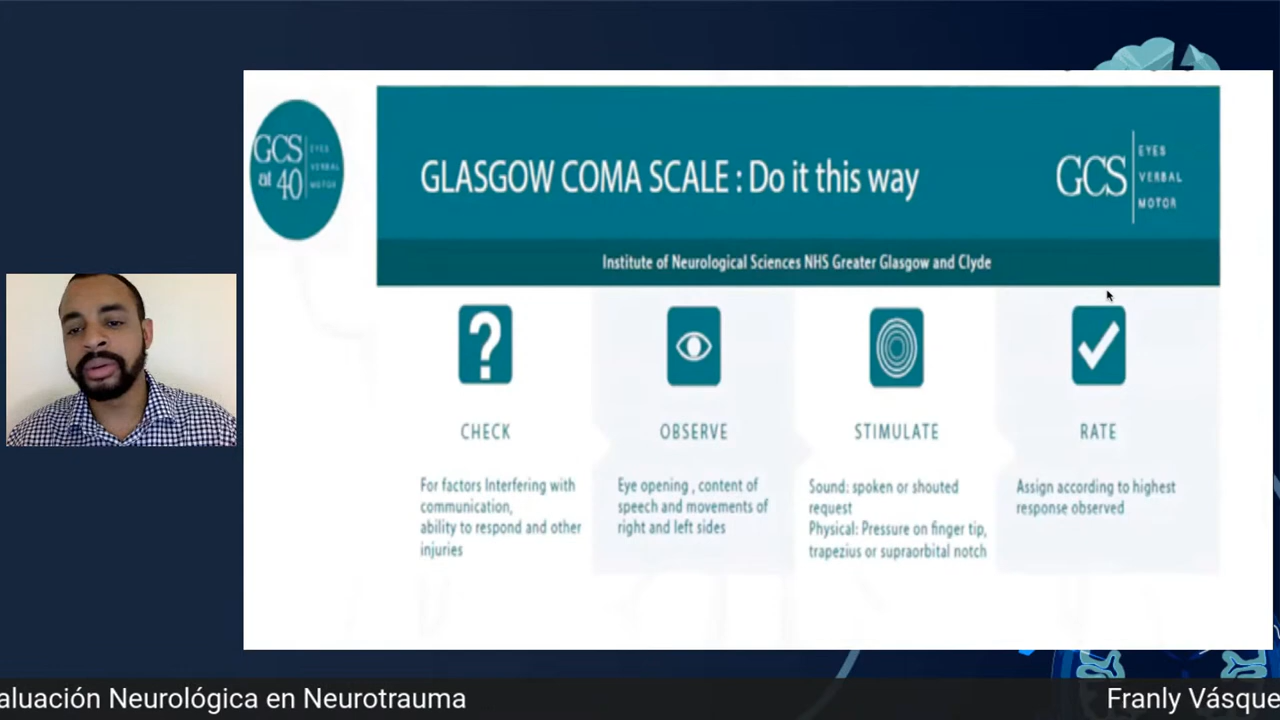 GCS
at 40
EYES
VERBAL
MOTOR
GLASGOW COMA SCALE : Do it this way
GCS
EYES
VERBAL
MOTOR
Institute of Neurological Sciences NHS Greater Glasgow and Clyde
CHECK
For factors Interfering with
communication,
ability to respond and other
injuries
OBSERVE
Eye opening , content of
speech and movements of
right and left sides
STIMULATE
Sound: spoken or shouted
request
Physical: Pressure on finger tip,
trapezius or supraorbital notch
RATE
Assign according to highest
response observed
aluación Neurológica en Neurotrauma
Franly Vásque